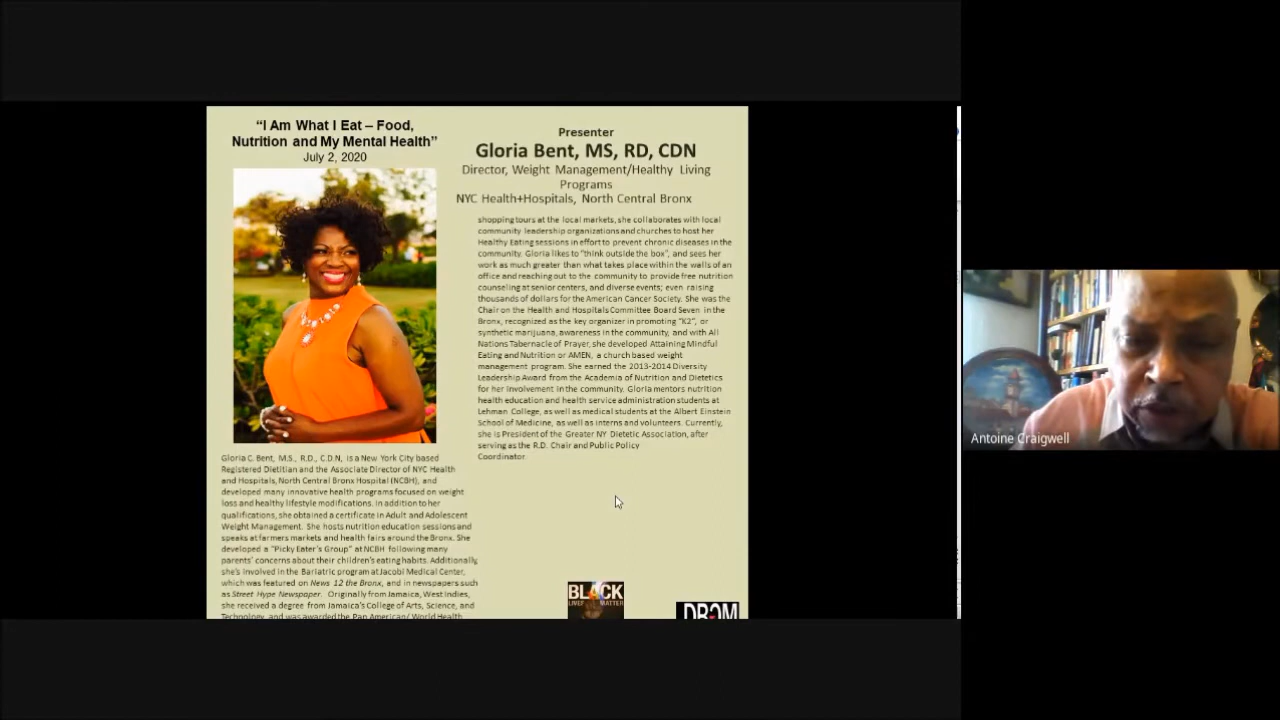 “I Am What I Eat – Food,
Nutrition and My Mental Health”
July 2, 2020
Presenter
Gloria Bent, MS, RD, CDN
Director, Weight Management/Healthy Living
Programs
NYC Health+Hospitals, North Central Bronx
Gloria C. Bent, M.S., R.D., C.D.N, is a New York City based
Registered Dietitian and the Associate Director of NYC Health
and Hospitals, North Central Bronx Hospital (NCBH), and
developed many innovative health programs focused on weight
loss and healthy lifestyle modifications. In addition to her
qualifications, she obtained a certificate in Adult and Adolescent
Weight Management. She hosts nutrition education sessions and
speaks at farmers markets and health fairs around the Bronx. She
developed a “Picky Eater’s Group” at NCBH following many
parents’ concerns about their children’s eating habits. Additionally
she’s involved in the Bariatric program at Jacobi Medical Center,
which was featured on News 12 the Bronx, and in newspapers such
as Street Hype Newspaper. Originally from Jamaica, West Indies,
she received a degree from Jamaica’s College of Arts, Science, and
Technology, and was awarded the Pan American/ World Health
shopping tours at the local markets, she collaborates with local
community leadership organizations and churches to host her
Healthy Eating sessions in effort to prevent chronic diseases in the
community. Gloria likes to “think outside the box”, and sees her
work as much greater than what takes place within the walls of an
office and reaching out to the community to provide free nutrition
counseling at senior centers, and diverse events; even raising
thousands of dollars for the American Cancer Society. She was the
Chair on the Health and Hospitals Committee Board Seven in the
Bronx, recognized as the key organizer in promoting “K2”, or
synthetic marijuana, awareness in the community, and with All
Nations Tabernacle of Prayer, she developed Attaining Mindful
Eating and Nutrition or AMEN, a church based weight
management program. She earned the 2013-2014 Diversity
Leadership Award from the Academia of Nutrition and Dietetics
for her involvement in the community. Gloria mentors nutrition
health education and health service administration students at
Lehman College, as well as medical students at the Albert Einstein
School of Medicine, as well as interns and volunteers. Currently,
she is President of the Greater NY Dietetic Association, after
serving as the R.D. Chair and Public Policy
Coordinator.
BLACK
LIVES MATTER
DBGM
Antoine Craigwell